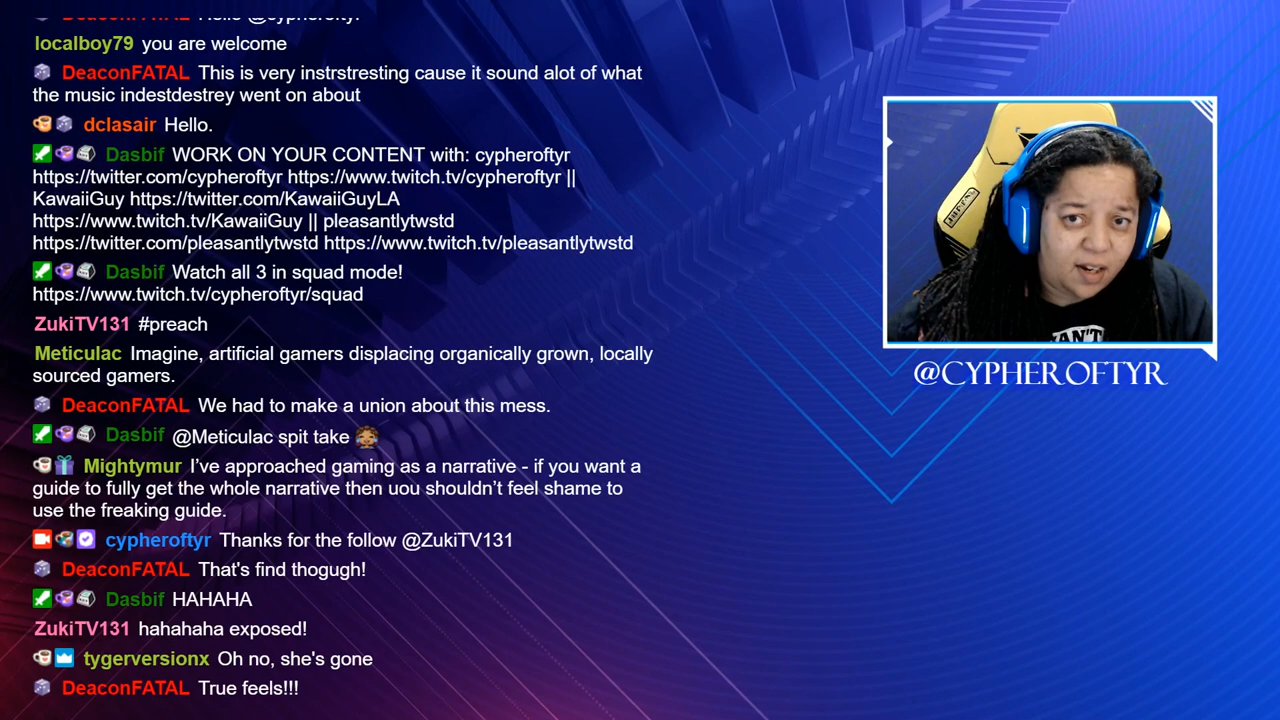 DeaconFATAL Hello @cypheroftyr
localboy79 you are welcome
DeaconFATAL This is very instrstresting cause it sound alot of what
the music indestdestrey went on about
dclasair Hello.
Dasbif WORK ON YOUR CONTENT with: cypheroftyr
https://twitter.com/cypheroftyr https://www.twitch.tv/cypheroftyr ||
KawaiiGuy https://twitter.com/KawaiiGuyLA
https://www.twitch.tv/KawaiiGuy || pleasantlytwstd
https://twitter.com/pleasantlytwstd https://www.twitch.tv/pleasantlytwstd
Dasbif Watch all 3 in squad mode!
https://www.twitch.tv/cypheroftyr/squad
ZukiTV131 #preach
Meticulac Imagine, artificial gamers displacing organically grown, locally
sourced gamers.
DeaconFATAL We had to make a union about this mess.
Dasbif @Meticulac spit take
Mightymur I've approached gaming as a narrative - if you want a
guide to fully get the whole narrative then uou shouldn't feel shame to
use the freaking guide.
cypheroftyr Thanks for the follow @ZukiTV131
DeaconFATAL That's find thogugh!
Dasbif HAHAHA
ZukiTV131 hahahaha exposed!
tygerversionx Oh no, she's gone
DeaconFATAL True feels!!!
@CYPHEROFTYR